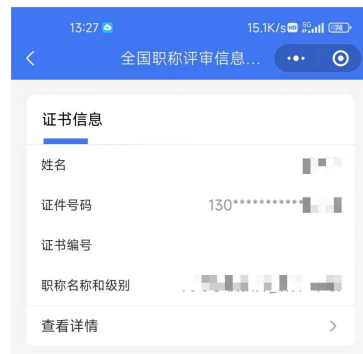 13:27 15.1K/s 5G 74
全国职称评审信息...
证书信息
姓名
证件号码 130***********
证书编号
职称名称和级别
查看详情